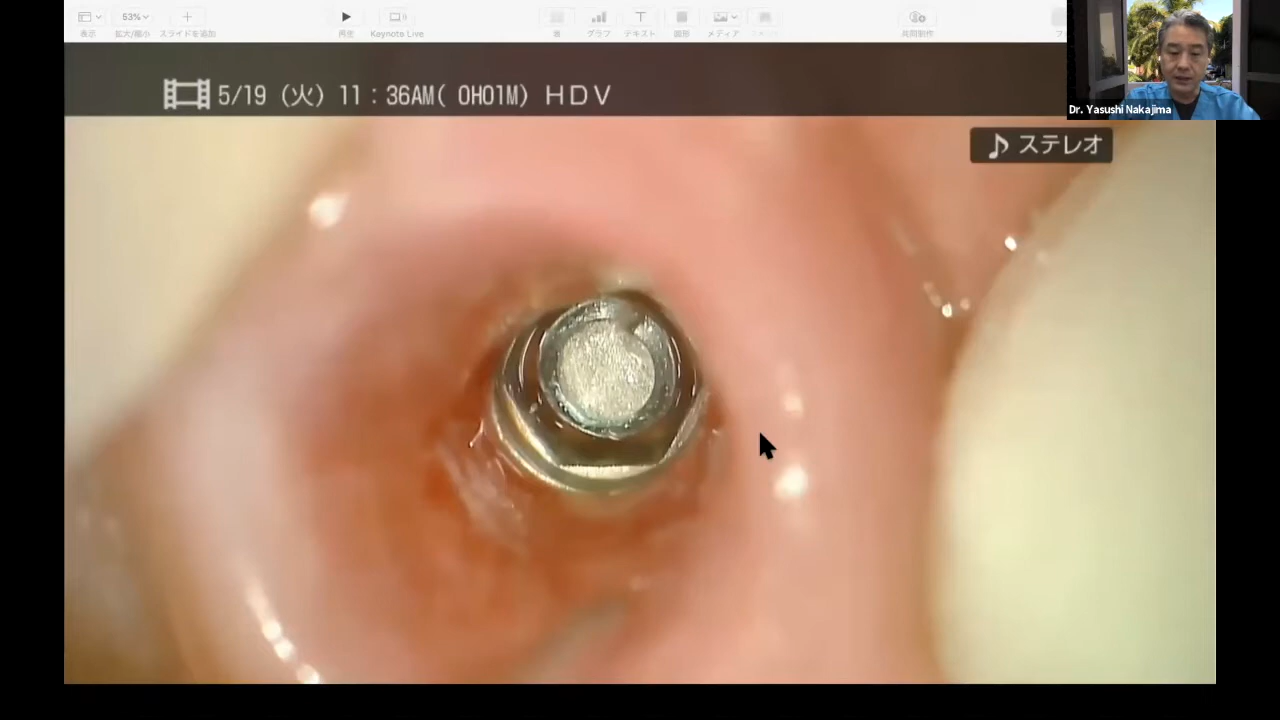 53%
表示
拡大/縮小
スライドを追加
再生
Keynote Live
表
グラフ
テキスト
図形
メディア
共同制作
Dr. Yasushi Nakajima
5/19 (火) 11:36AM( 0H01M) HDV
♪ ステレオ